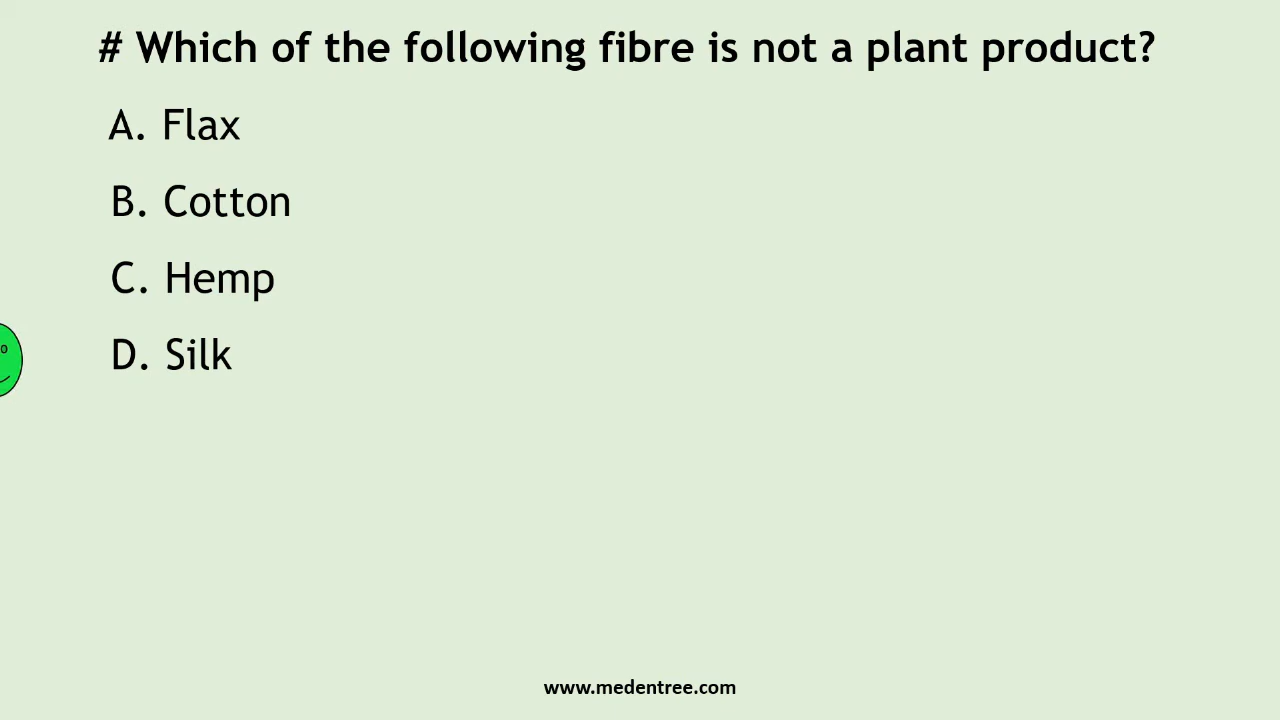 # Which of the following fibre is not a plant product?
A. Flax
B. Cotton
C. Hemp
D. Silk
www.medentree.com